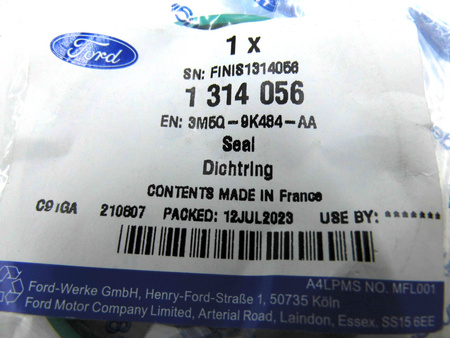 Ford
1 x
SN: FINIS1314056
1 314 056
EN: 3M5Q-9K484-AA
Seal
Dichtring
CONTENTS MADE IN France
210807 PACKED: 12JUL2023 USE BY: *******
A4LPMS NO. MFL001
Ford-Werke GmbH, Henry-Ford-Straße 1, 50735 Köln
Ford Motor Company Limited, Arterial Road, Laindon, Essex. SS15 6EE